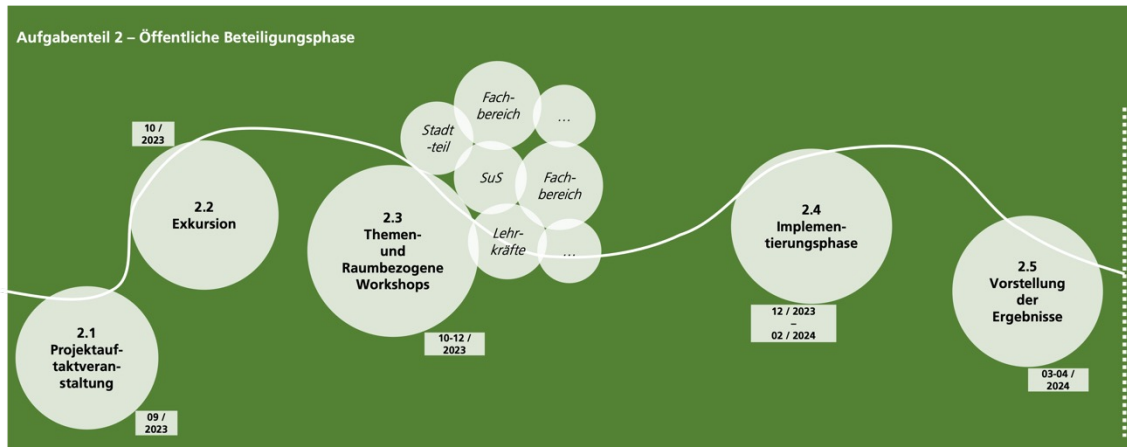 Aufgabenteil 2 – Öffentliche Beteiligungsphase
2.1
Projektauf-
taktveran-
staltung
09 /
2023
10 /
2023
2.2
Exkursion
2.3
Themen-
und
Raumbezogene
Workshops
10-12 /
2023
Stadt
-teil
Fach-
bereich
...
SuS
Fach-
bereich
Lehr-
kräfte
...
2.4
Implemen-
tierungsphase
12 / 2023
–
02 / 2024
2.5
Vorstellung
der
Ergebnisse
03-04 /
2024